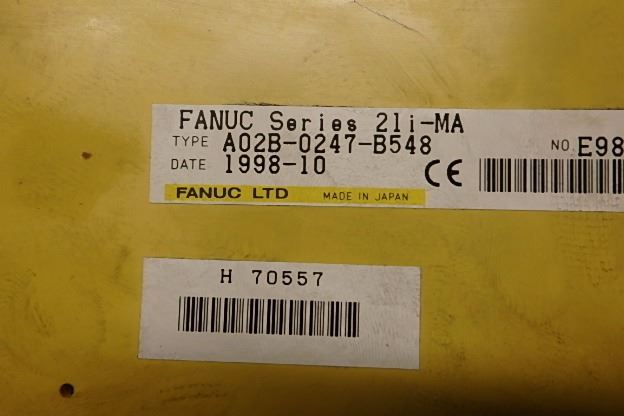 FANUC Series 21i-MA
TYPE A02B-0247-B548
NO. E98
DATE 1998-10
CE
FANUC LTD MADE IN JAPAN
H 70557